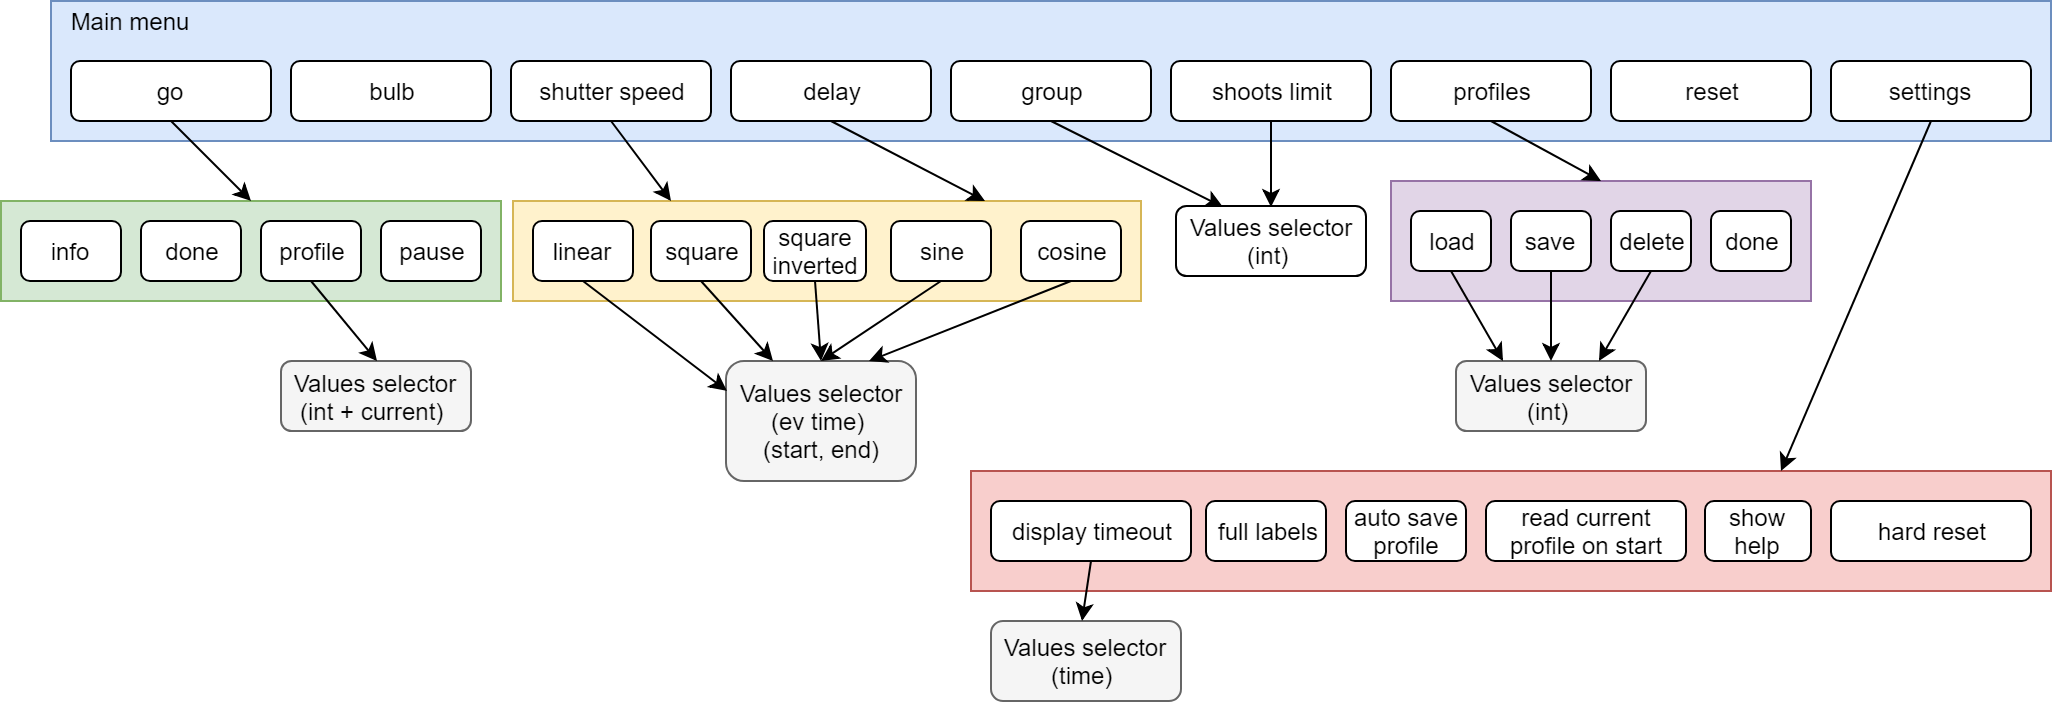 Main menu
go
bulb
shutter speed
delay
group
shoots limit
profiles
reset
settings
info
done
profile
pause
linear
square
square
inverted
sine
cosine
Values selector
(int)
load
save
delete
done
Values selector
(int + current)
Values selector
(ev time)
(start, end)
Values selector
(int)
display timeout
full labels
auto save
profile
read current
profile on start
show
help
hard reset
Values selector
(time)